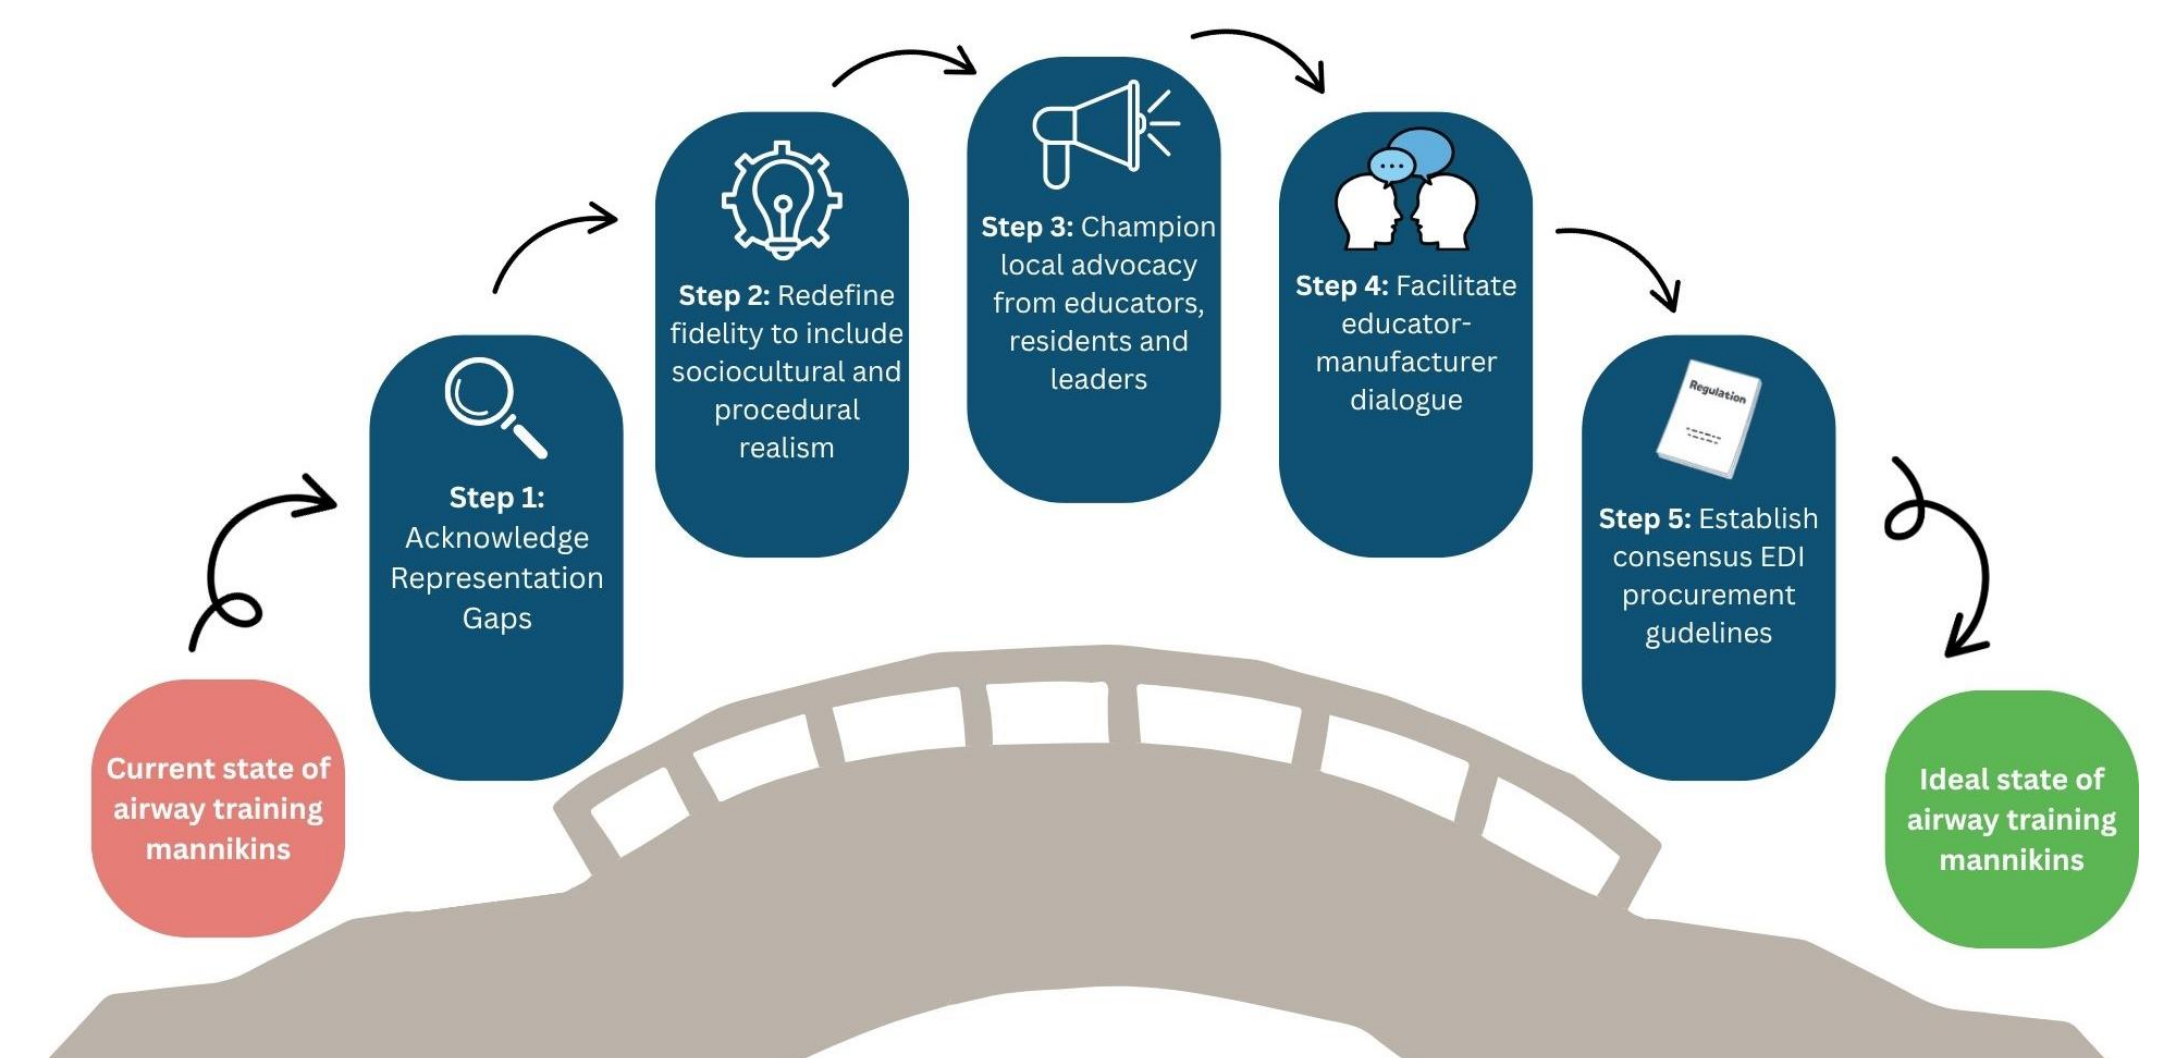 Current state of
airway training
mannikins
Step 1:
Acknowledge
Representation
Gaps
Step 2: Redefine
fidelity to include
sociocultural and
procedural
realism
Step 3: Champion
local advocacy
from educators,
residents and
leaders
Step 4: Facilitate
educator-
manufacturer
dialogue
Regulation
Step 5: Establish
consensus EDI
procurement
gudelines
Ideal state of
airway training
mannikins